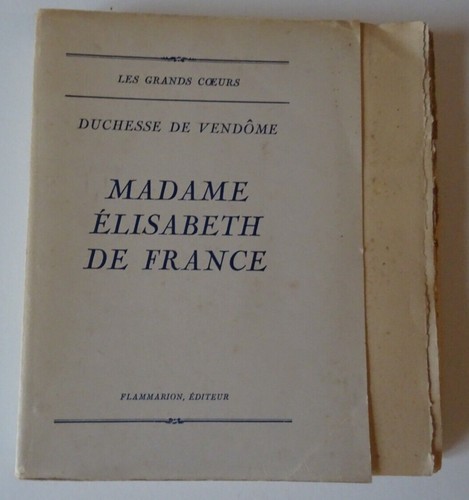 LES GRANDS CŒURS
DUCHESSE DE VENDÔME
MADAME
ÉLISABETH
DE FRANCE
FLAMMARION, ÉDITEUR